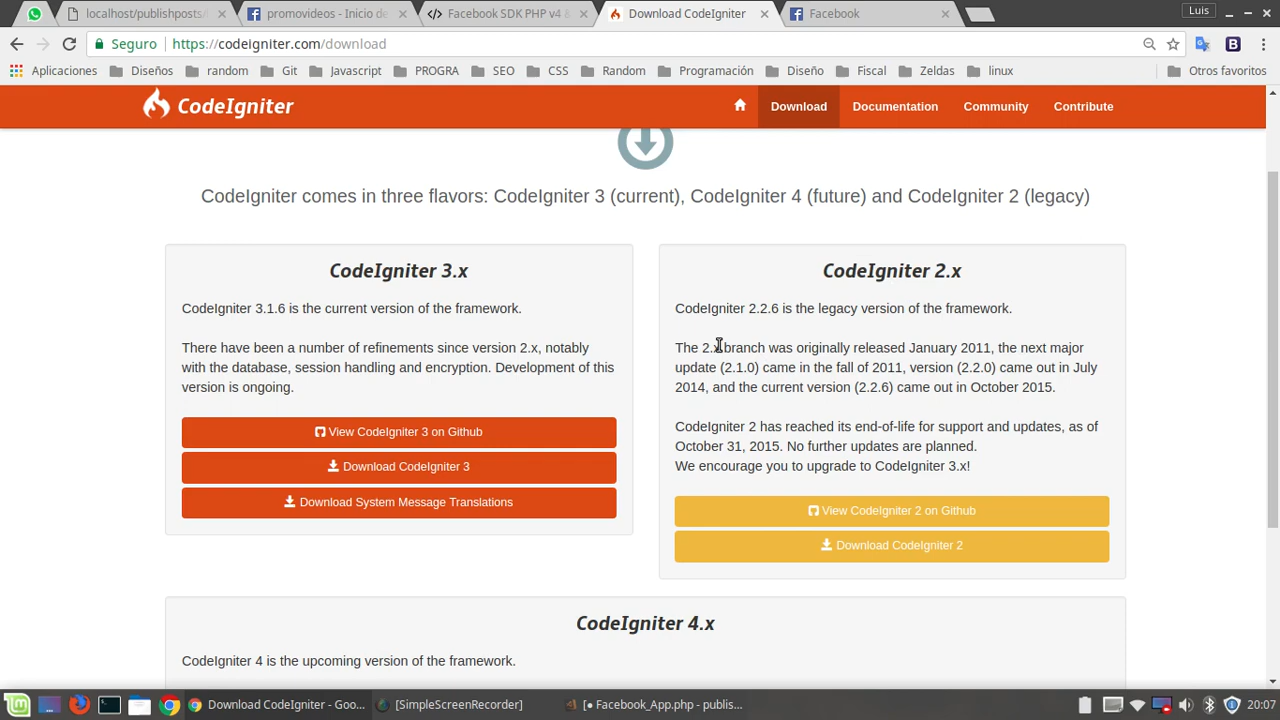 localhost/publishposts/
promovideos - Inicio de
Facebook SDK PHP v4 &
Download CodeIgniter
Facebook
Luis
Seguro
https://codeigniter.com/download
Aplicaciones
Diseños
random
Git
Javascript
PROGRA
SEO
CSS
Random
Programación
Diseño
Fiscal
Zeldas
linux
Otros favoritos
CodeIgniter
Download
Documentation
Community
Contribute
CodeIgniter comes in three flavors: CodeIgniter 3 (current), CodeIgniter 4 (future) and CodeIgniter 2 (legacy)
CodeIgniter 3.x
CodeIgniter 3.1.6 is the current version of the framework.
There have been a number of refinements since version 2.x, notably
with the database, session handling and encryption. Development of this
version is ongoing.
View CodeIgniter 3 on Github
Download CodeIgniter 3
Download System Message Translations
CodeIgniter 2.x
CodeIgniter 2.2.6 is the legacy version of the framework.
The 2.x branch was originally released January 2011, the next major
update (2.1.0) came in the fall of 2011, version (2.2.0) came out in July
2014, and the current version (2.2.6) came out in October 2015.
CodeIgniter 2 has reached its end-of-life for support and updates, as of
October 31, 2015. No further updates are planned.
We encourage you to upgrade to CodeIgniter 3.x!
View CodeIgniter 2 on Github
Download CodeIgniter 2
CodeIgniter 4.x
CodeIgniter 4 is the upcoming version of the framework.
Download CodeIgniter - Goo...
[SimpleScreenRecorder]
[● Facebook_App.php - publis...
20:07